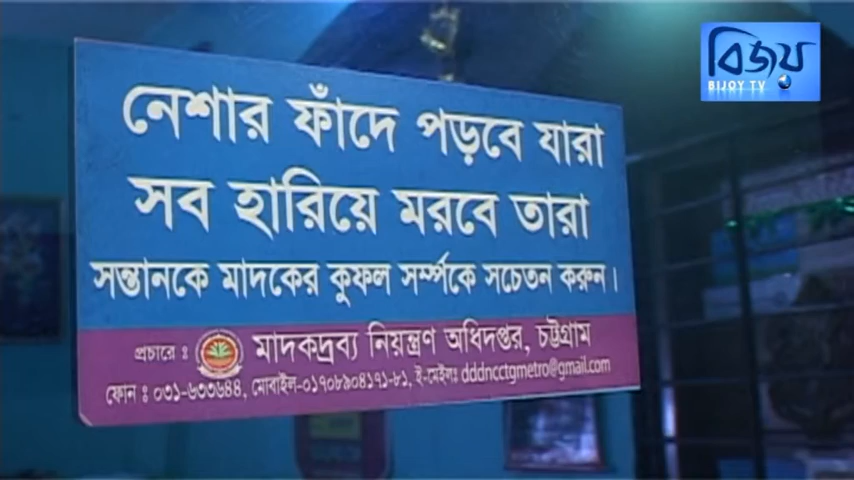 বিজয়
BIJOY TV
নেশার ফাঁদে পড়বে যারা
সব হারিয়ে মরবে তারা
সন্তানকে মাদকের কুফল সর্ম্পকে সচেতন করুন।
প্রচারে : মাদকদ্রব্য নিয়ন্ত্রণ অধিদপ্তর, চট্টগ্রাম
ফোন : ০৩১-৬৩৩৬৪৪, মোবাইল-০১৭০৮৯০৪১৭১-৮১, ই-মেইলঃ dddncctgmetro@gmail.com